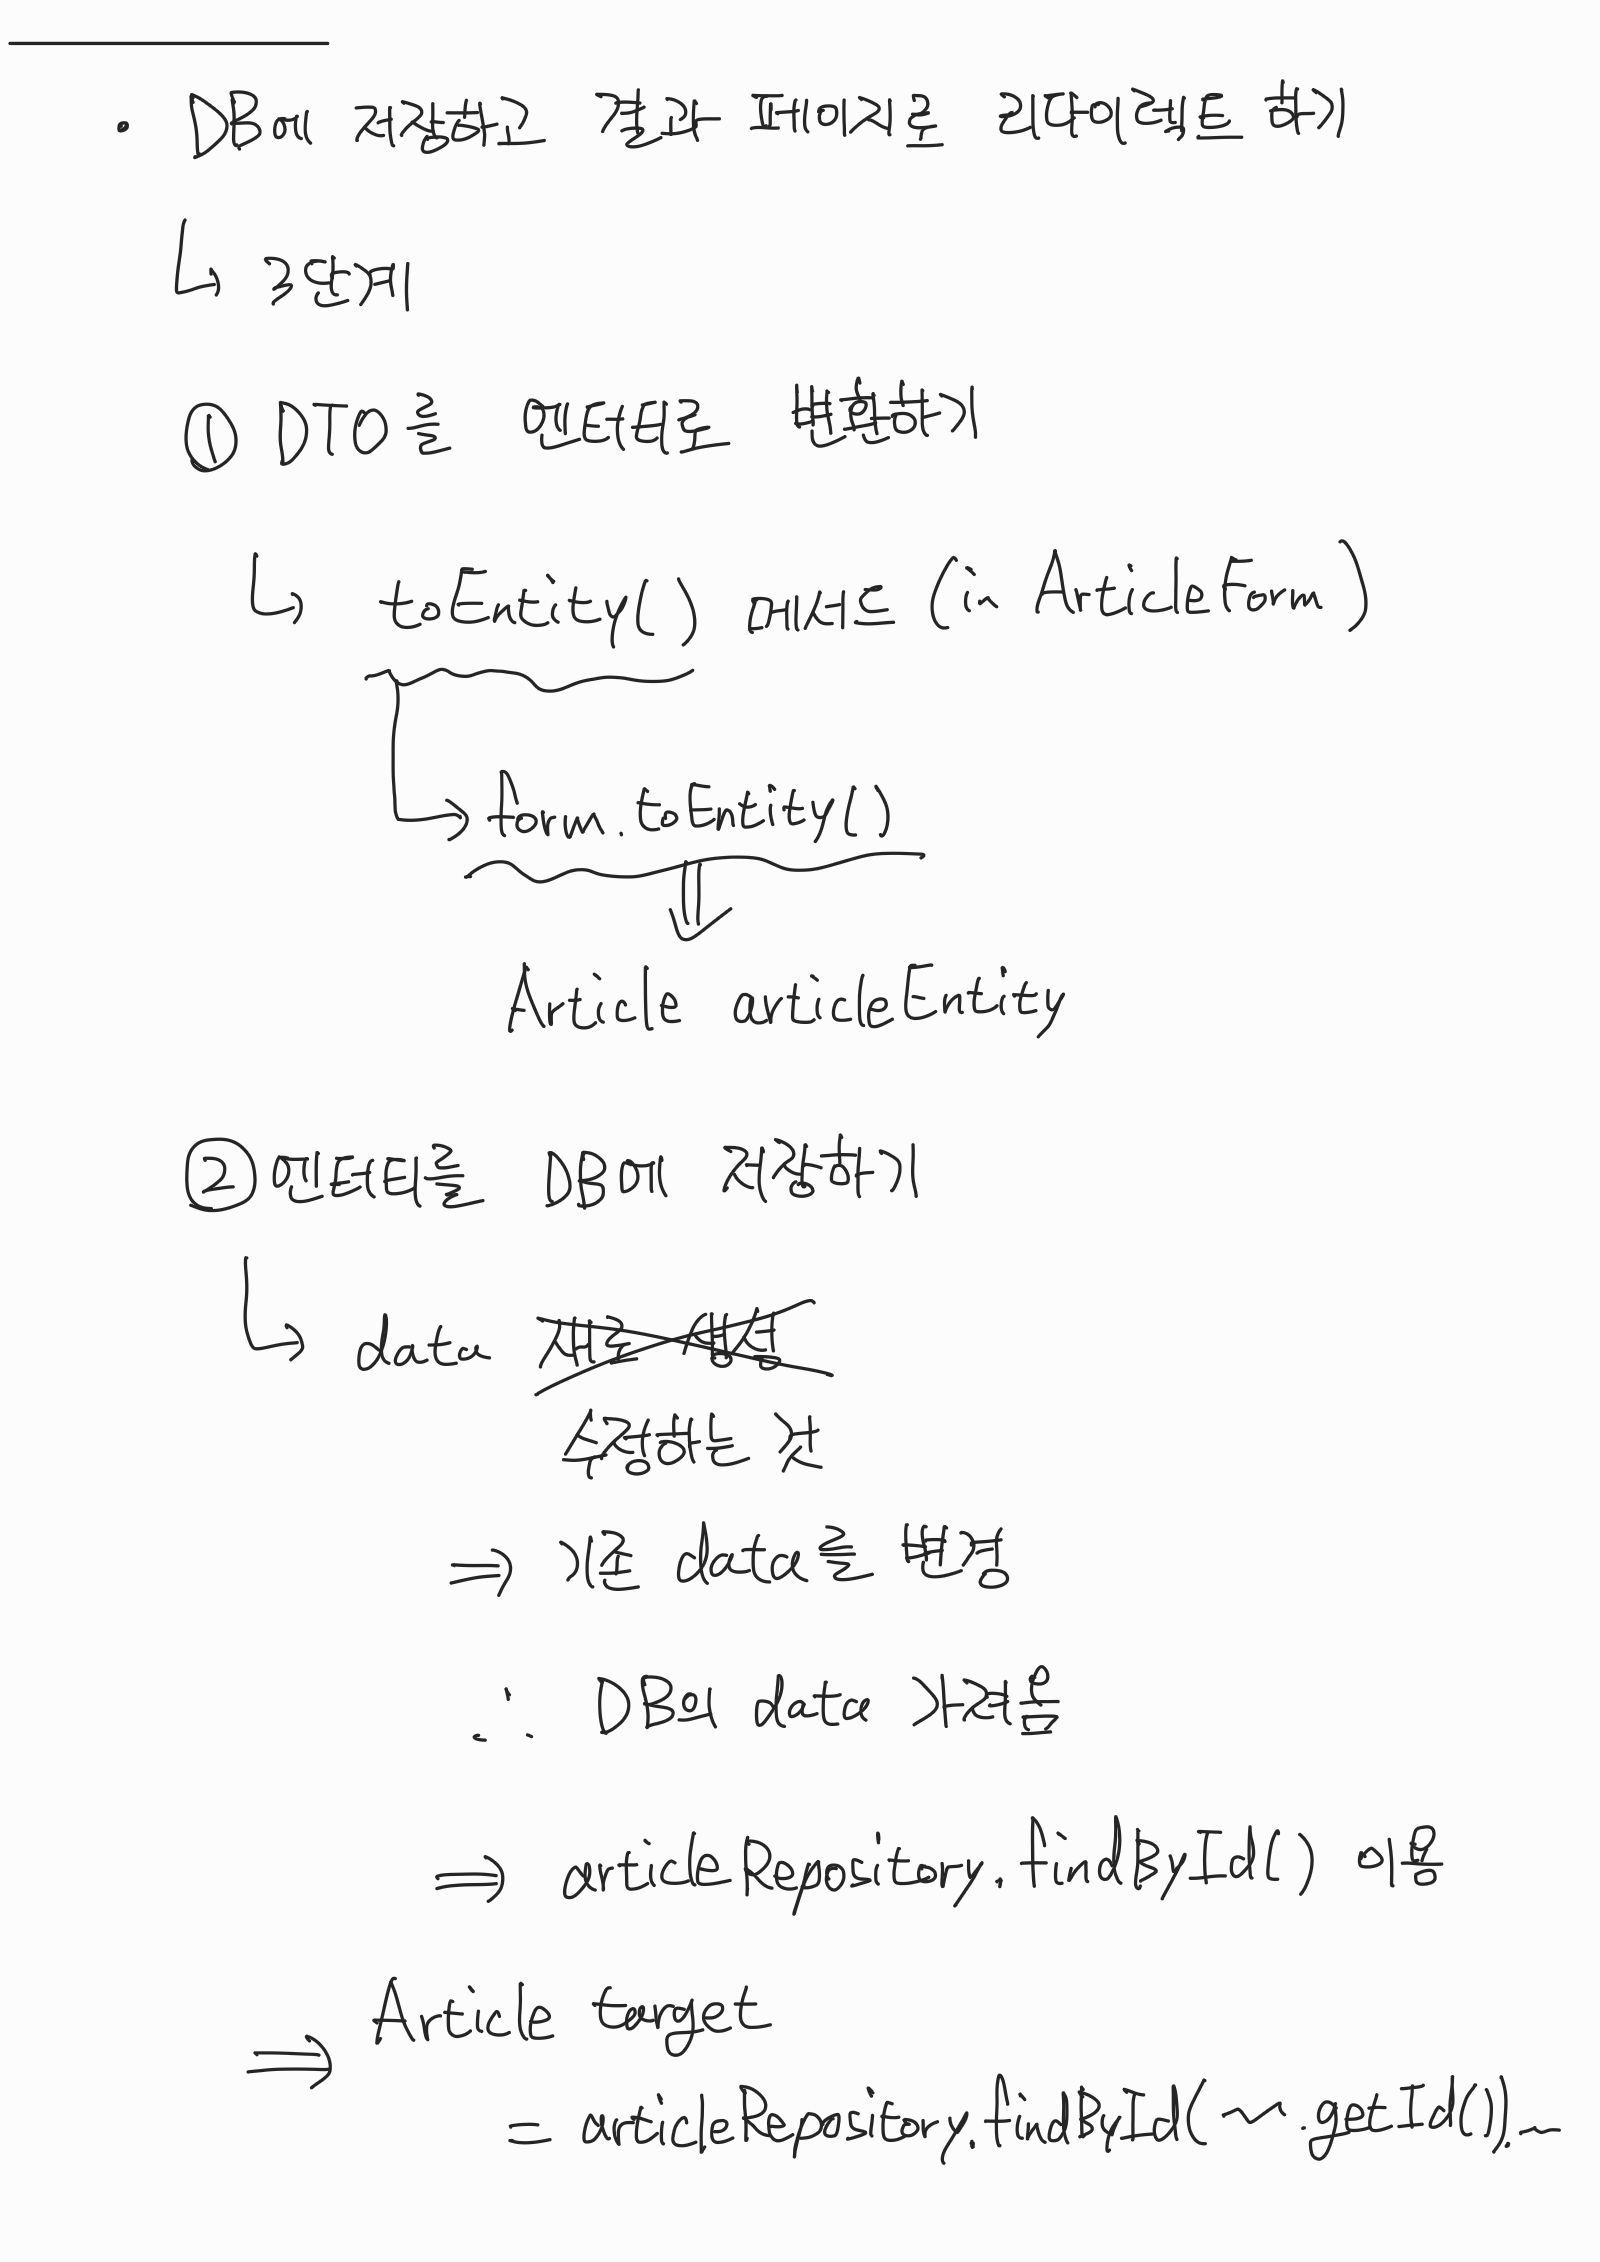 • DB에 저장하고 결과 페이지로 리다이렉트 하기
↳ 3단계
① DTO를 엔터티로 변환하기
↳ toEntity() 메서드 (in ArticleForm)
→ form.toEntity()
⇓
Article articleEntity
② 엔터티를 DB에 저장하기
↳ data 새로 생성
수정하는 것
⇒ 기존 data를 변경
∴ DB의 data 가져옴
⇒ articleRepository.findById() 이용
⇒ Article target
= articleRepository.findById(~.getId()).~